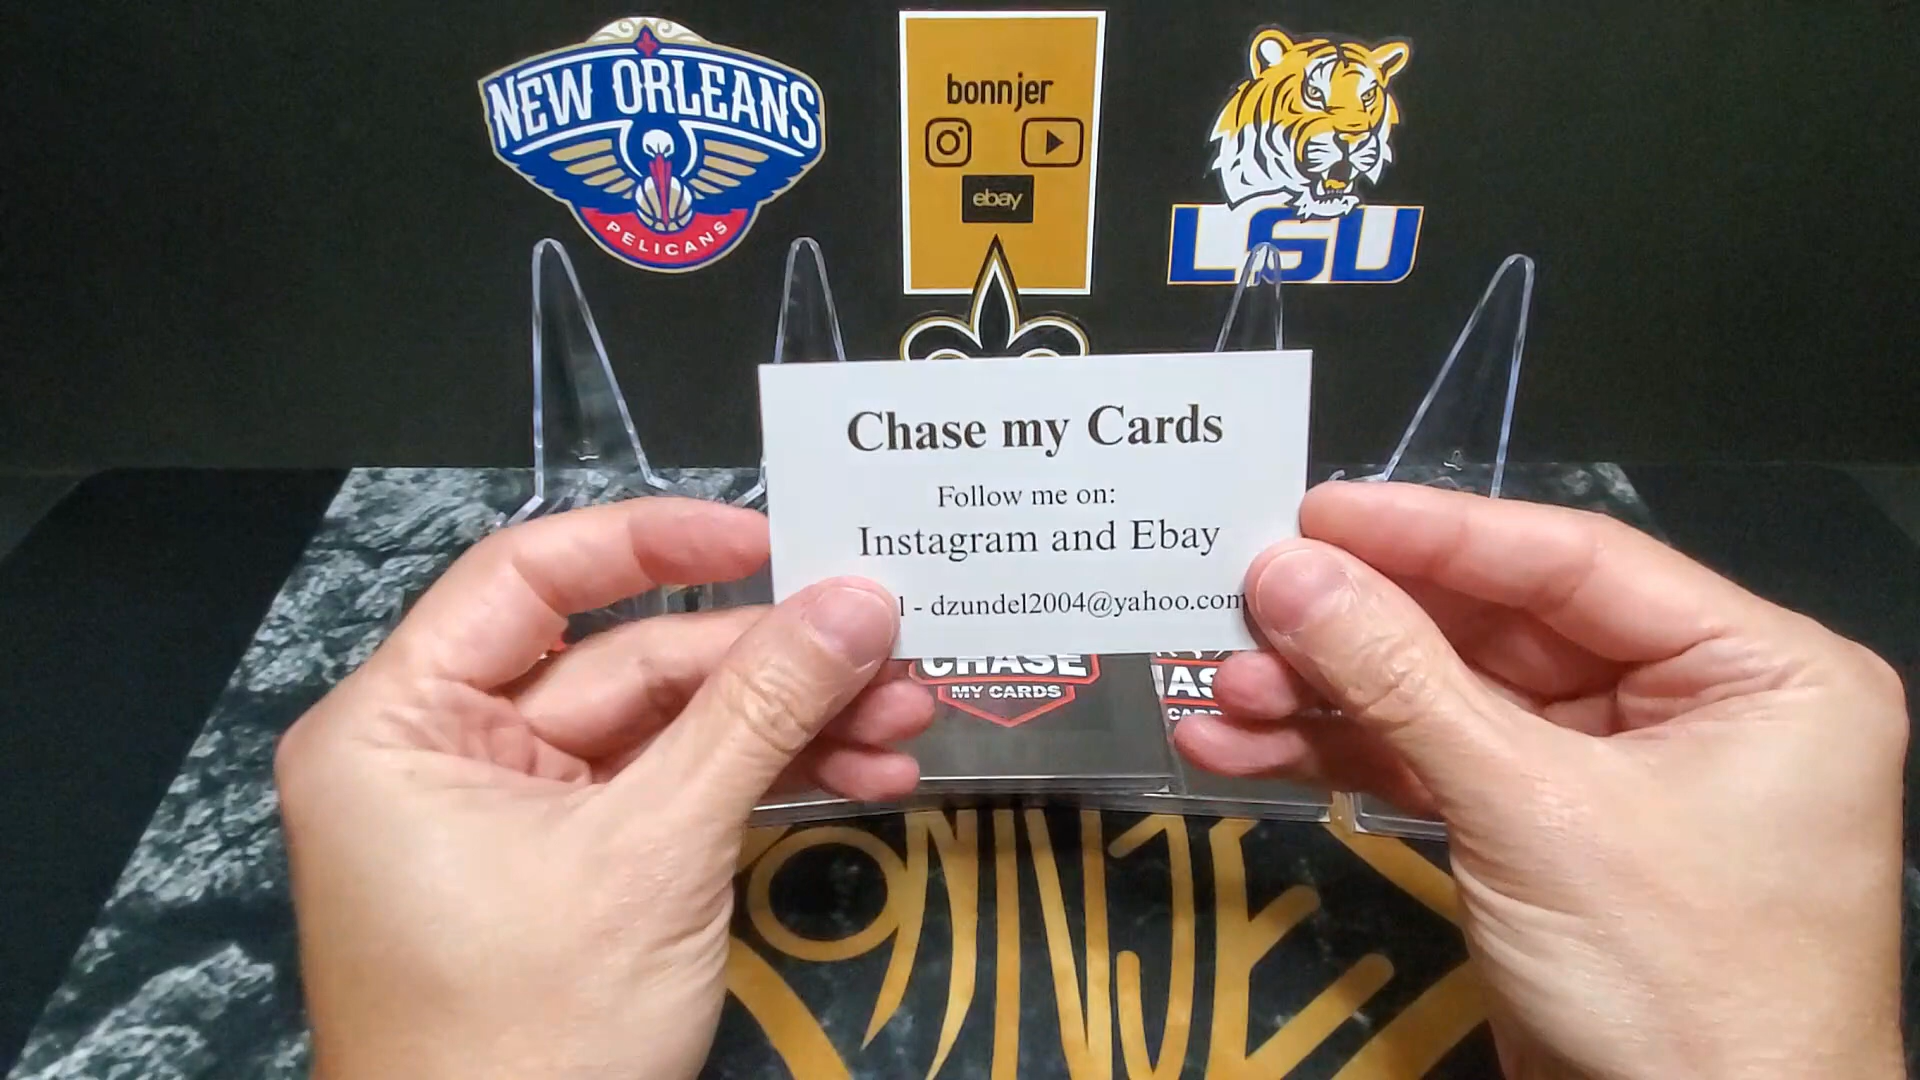 NEW ORLEANS
PELICANS
bonnjer
ebay
LSU
Chase my Cards
Follow me on:
Instagram and Ebay
l - dzundel2004@yahoo.com
CHASE
MY CARDS
BONNJER